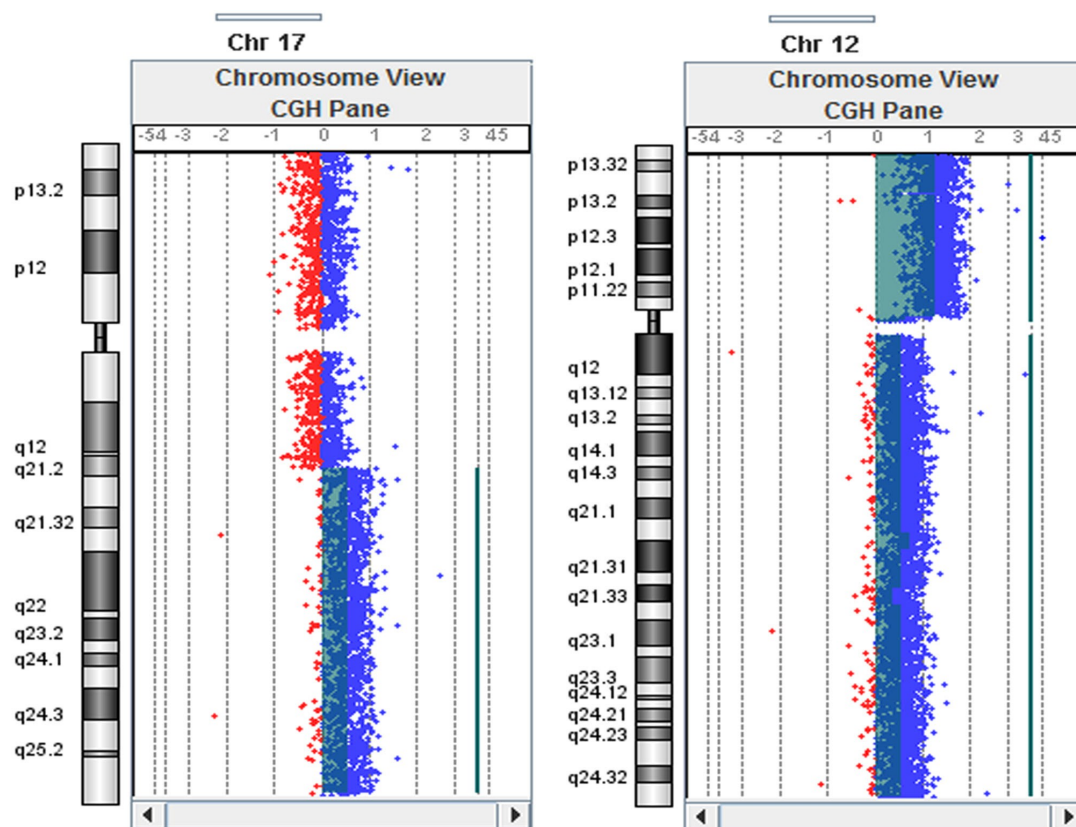 Chr 17
Chromosome View
CGH Pane
-54 -3 -2 -1 0 1 2 3 45
p13.2
p12
q12
q21.2
q21.32
q22
q23.2
q24.1
q24.3
q25.2
Chr 12
Chromosome View
CGH Pane
-54 -3 -2 -1 0 1 2 3 45
p13.32
p13.2
p12.3
p12.1
p11.22
q12
q13.12
q13.2
q14.1
q14.3
q21.1
q21.31
q21.33
q23.1
q23.3
q24.12
q24.21
q24.23
q24.32